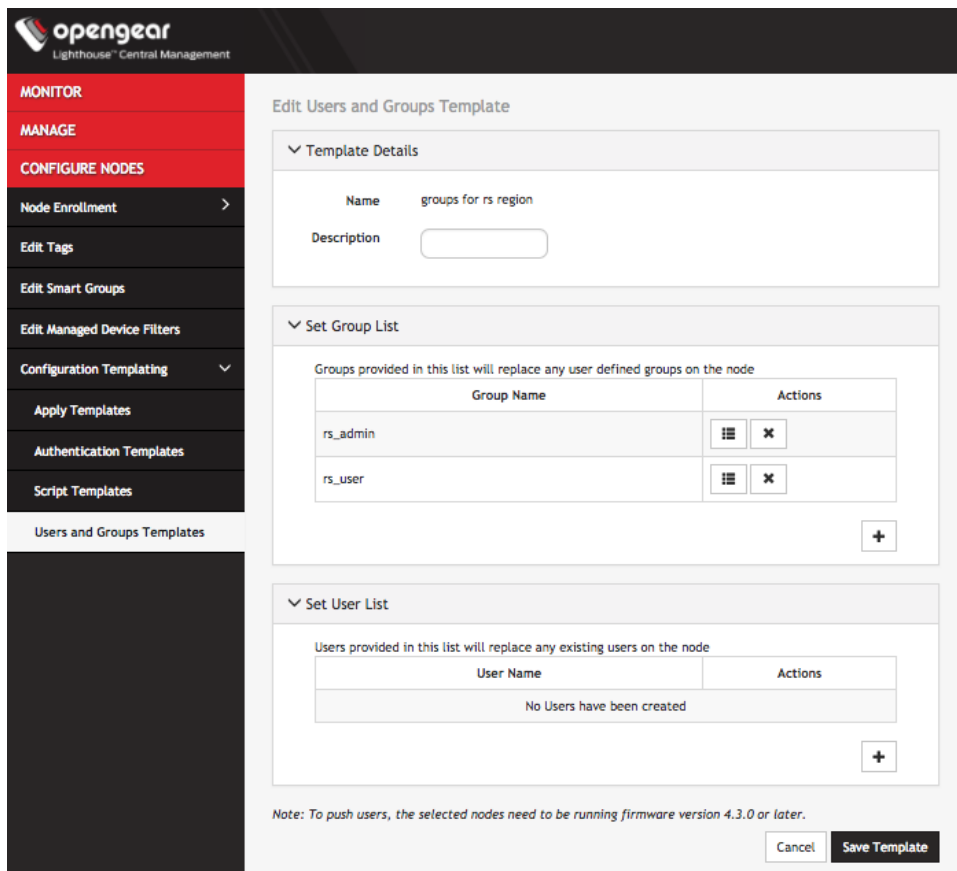 opengear
Lighthouse™ Central Management
MONITOR
MANAGE
CONFIGURE NODES
Node Enrollment
Edit Tags
Edit Smart Groups
Edit Managed Device Filters
Configuration Templating
Apply Templates
Authentication Templates
Script Templates
Users and Groups Templates
Edit Users and Groups Template
Template Details
Name groups for rs region
Description
Set Group List
Groups provided in this list will replace any user defined groups on the node
Group Name Actions
rs_admin
rs_user
Set User List
Users provided in this list will replace any existing users on the node
User Name Actions
No Users have been created
Note: To push users, the selected nodes need to be running firmware version 4.3.0 or later.
Cancel Save Template